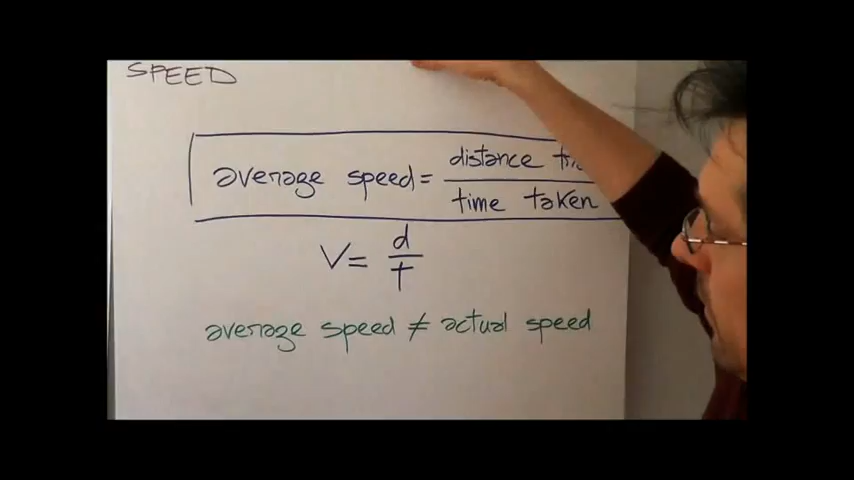 SPEED
average speed = distance / time taken
V = d / t
average speed ≠ actual speed